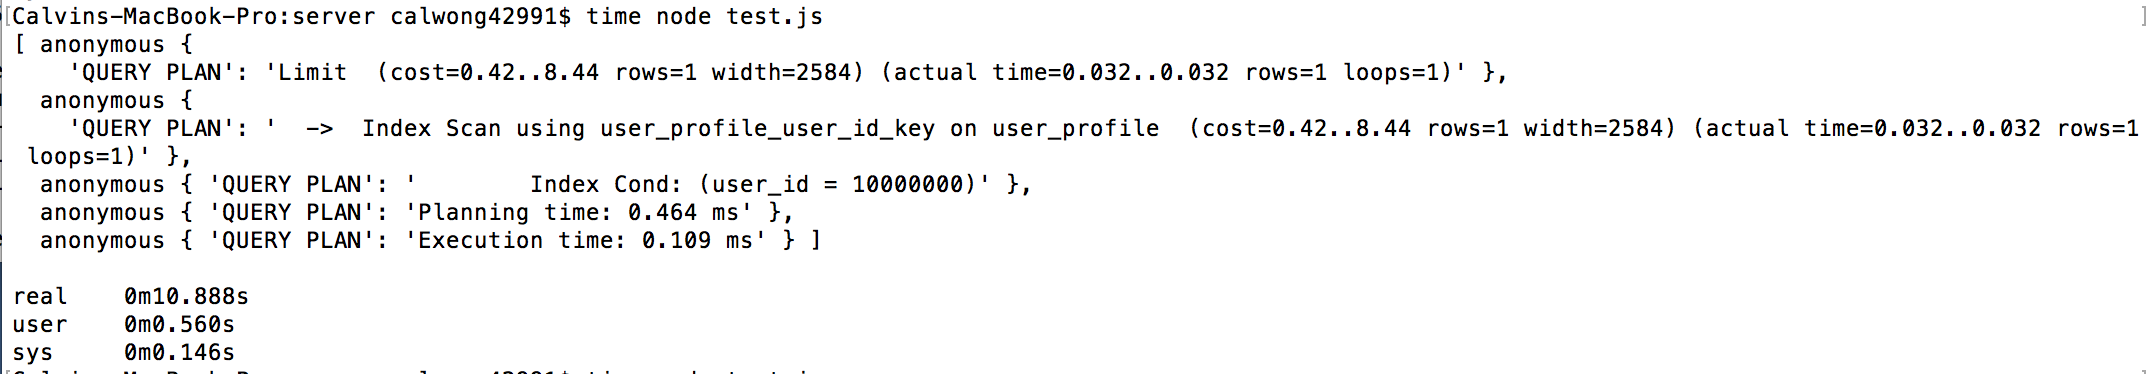 [Calvins-MacBook-Pro:server calwong42991$ time node test.js ]
[ anonymous {
    'QUERY PLAN': 'Limit  (cost=0.42..8.44 rows=1 width=2584) (actual time=0.032..0.032 rows=1 loops=1)' },
  anonymous {
    'QUERY PLAN': '  ->  Index Scan using user_profile_user_id_key on user_profile  (cost=0.42..8.44 rows=1 width=2584) (actual time=0.032..0.032 rows=1
 loops=1)' },
  anonymous { 'QUERY PLAN': '        Index Cond: (user_id = 10000000)' },
  anonymous { 'QUERY PLAN': 'Planning time: 0.464 ms' },
  anonymous { 'QUERY PLAN': 'Execution time: 0.109 ms' } ]

real	0m10.888s
user	0m0.560s
sys	0m0.146s